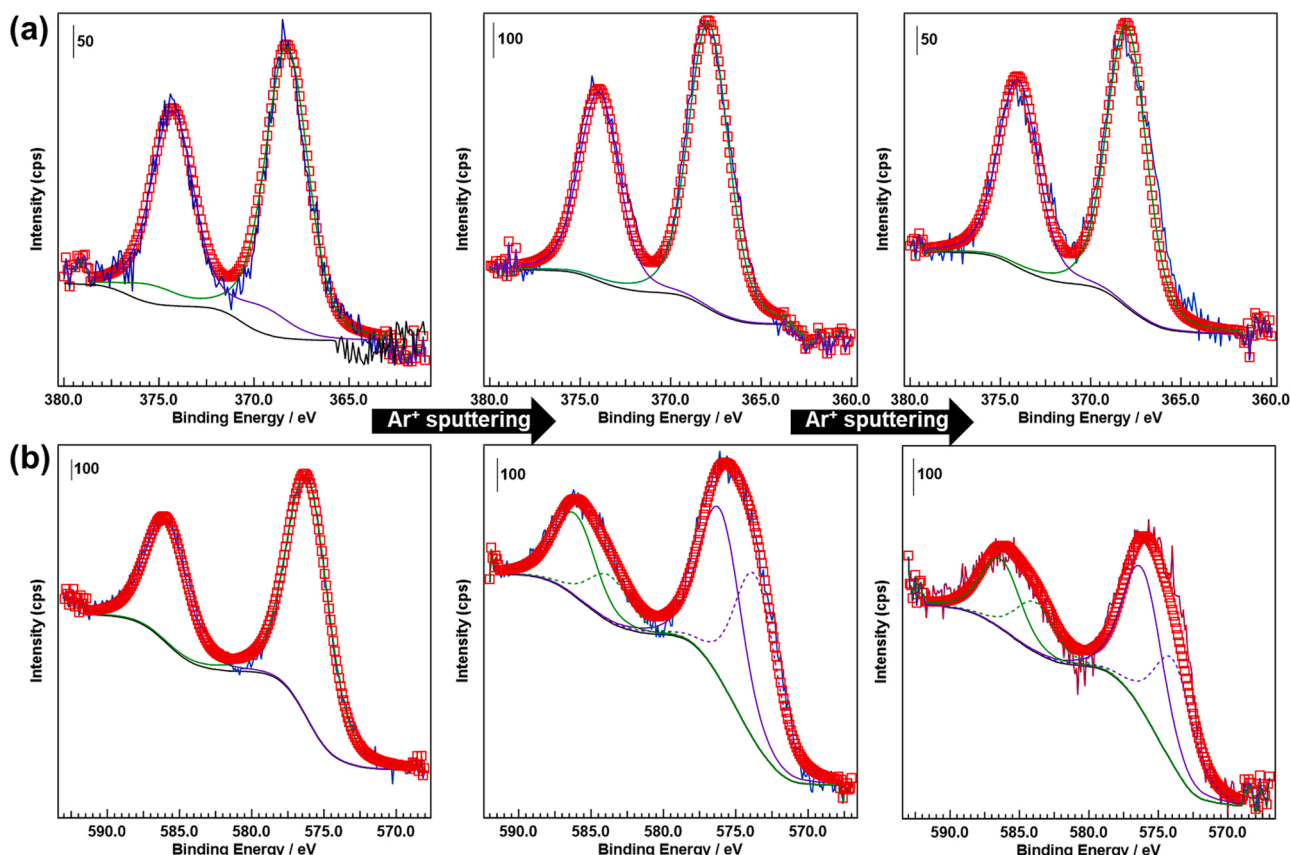 (a)
50
Intensity (cps)
380.0 375.0 370.0 365.0
Binding Energy / eV
100
Intensity (cps)
380.0 375.0 370.0 365.0 360.0
Binding Energy / eV
50
Intensity (cps)
380.0 375.0 370.0 365.0 360.0
Binding Energy / eV
Ar+ sputtering
Ar+ sputtering
(b)
100
Intensity (cps)
590.0 585.0 580.0 575.0 570.0
Binding Energy / eV
100
Intensity (cps)
590.0 585.0 580.0 575.0 570.0
Binding Energy / eV
100
Intensity (cps)
590.0 585.0 580.0 575.0 570.0
Binding Energy / eV